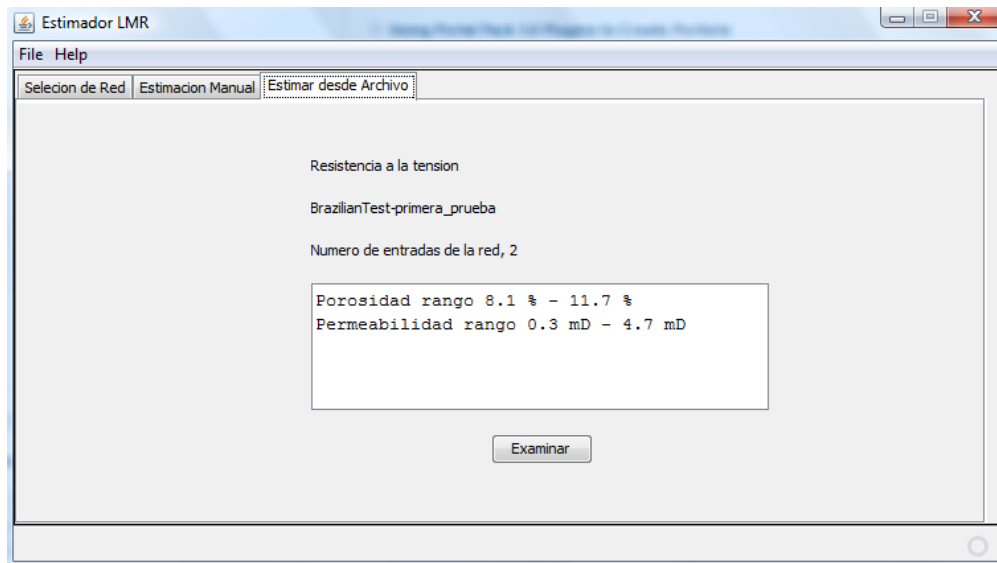 Estimador LMR
File Help
Selecion de Red Estimacion Manual Estimar desde Archivo
Resistencia a la tension
BrazilianTest-primera_prueba
Numero de entradas de la red, 2
Porosidad rango 8.1 % - 11.7 %
Permeabilidad rango 0.3 mD - 4.7 mD
Examinar